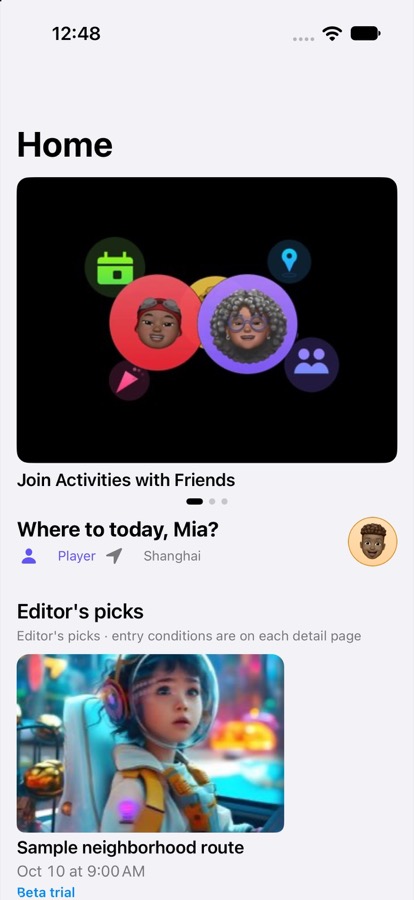 12:48
Home
Join Activities with Friends
Where to today, Mia?
Player Shanghai
Editor's picks
Editor's picks · entry conditions are on each detail page
Sample neighborhood route
Oct 10 at 9:00 AM
Beta trial